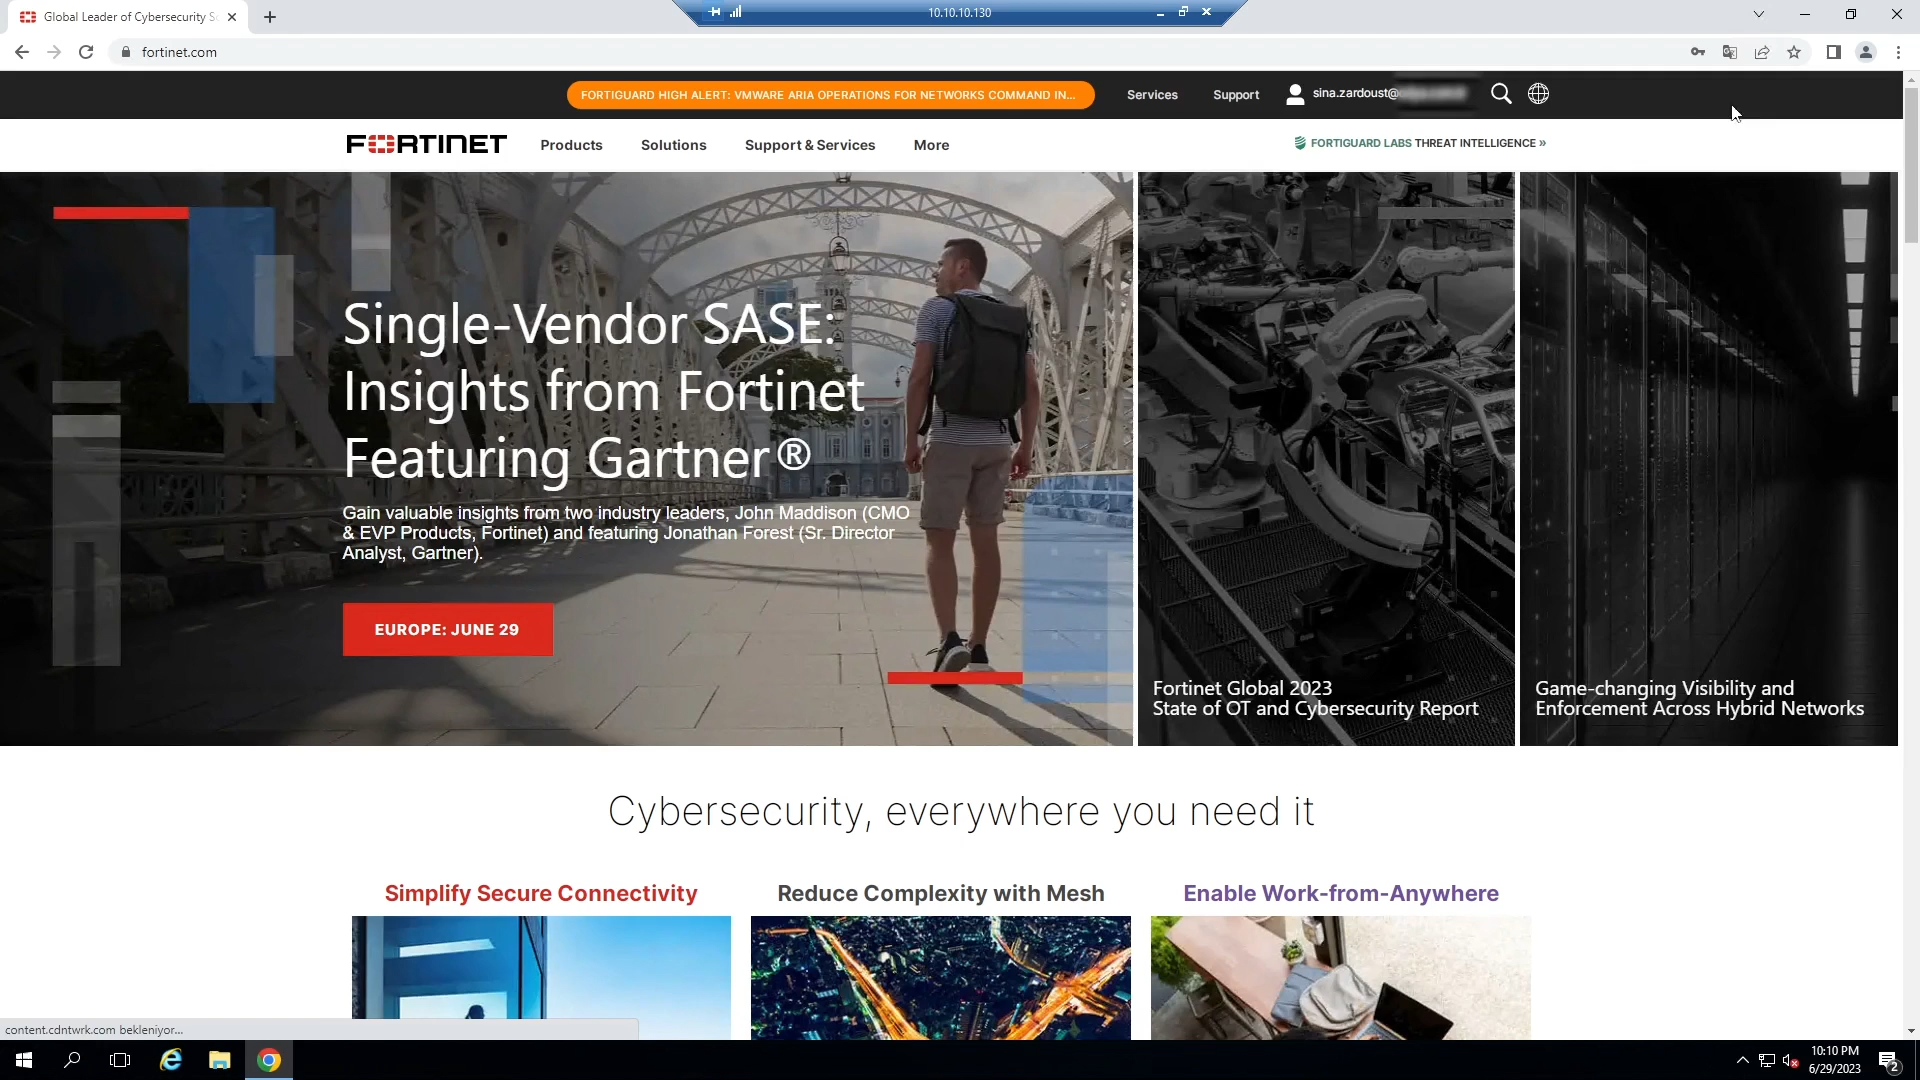 Global Leader of Cybersecurity So
10.10.10.130
fortinet.com
FORTIGUARD HIGH ALERT: VMWARE ARIA OPERATIONS FOR NETWORKS COMMAND IN...
Services
Support
sina.zardoust@
FORTINET
Products
Solutions
Support & Services
More
FORTIGUARD LABS THREAT INTELLIGENCE »
Single-Vendor SASE:
Insights from Fortinet
Featuring Gartner®
Gain valuable insights from two industry leaders, John Maddison (CMO
& EVP Products, Fortinet) and featuring Jonathan Forest (Sr. Director
Analyst, Gartner).
EUROPE: JUNE 29
Fortinet Global 2023
State of OT and Cybersecurity Report
Game-changing Visibility and
Enforcement Across Hybrid Networks
Cybersecurity, everywhere you need it
Simplify Secure Connectivity
Reduce Complexity with Mesh
Enable Work-from-Anywhere
content.cdntwrk.com bekleniyor...
10:10 PM
6/29/2023
2